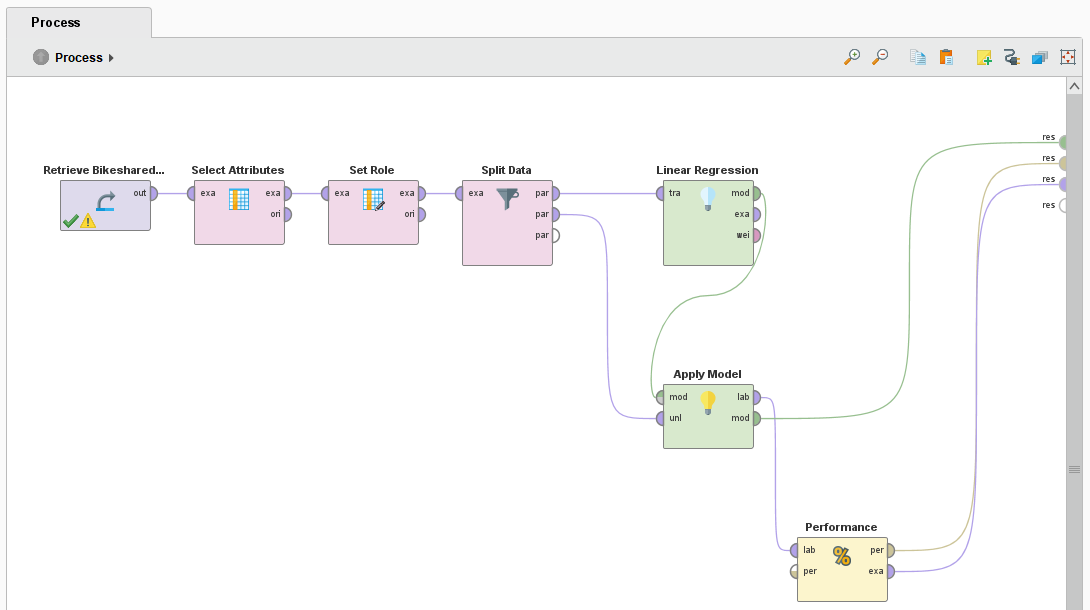 Process
Process
res
res
res
res
Retrieve Bikeshared...
out
Select Attributes
exa exa
ori
Set Role
exa exa
ori
Split Data
exa par
par
par
Linear Regression
tra mod
exa
wei
Apply Model
mod lab
unl mod
Performance
lab % per
per exa